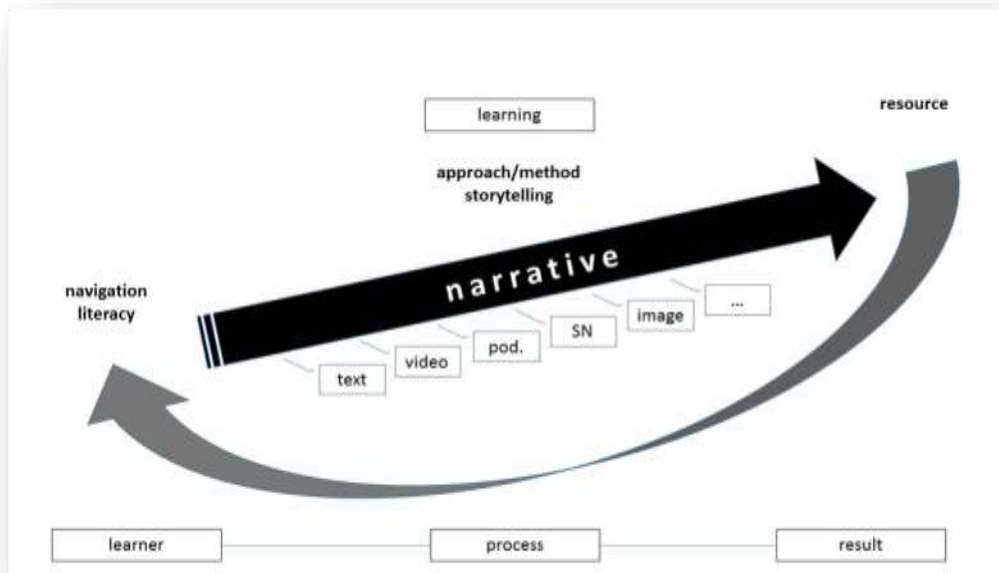 learning
resource
approach/method
storytelling
narrative
navigation
literacy
text
video
pod.
SN
image
...
learner
process
result